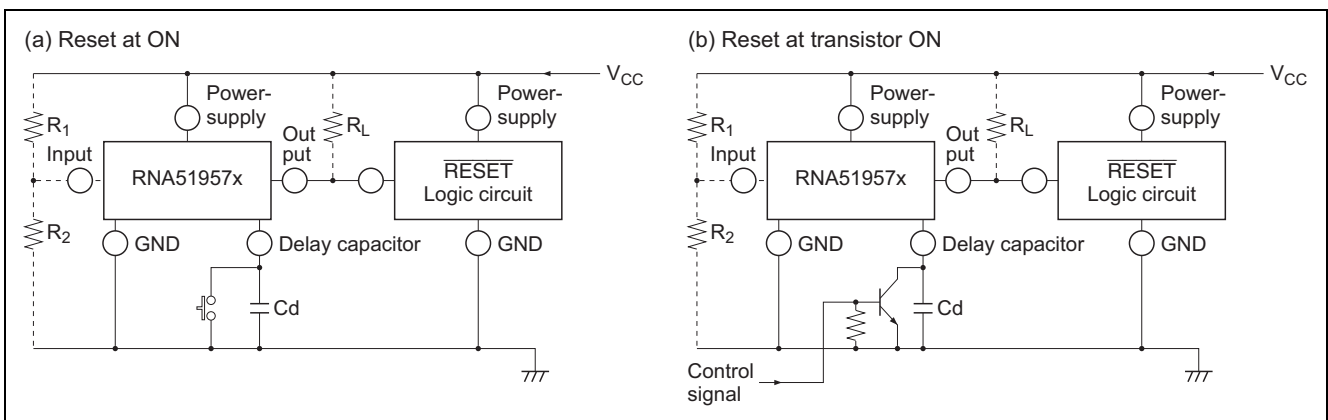 (a) Reset at ON
VCC
Power-
supply
R1
RL
Out
put
Power-
supply
Input
RNA51957x
RESET
Logic circuit
R2
GND
Delay capacitor
GND
Cd
(b) Reset at transistor ON
VCC
Power-
supply
R1
RL
Out
put
Power-
supply
Input
RNA51957x
RESET
Logic circuit
R2
GND
Delay capacitor
GND
Cd
Control
signal